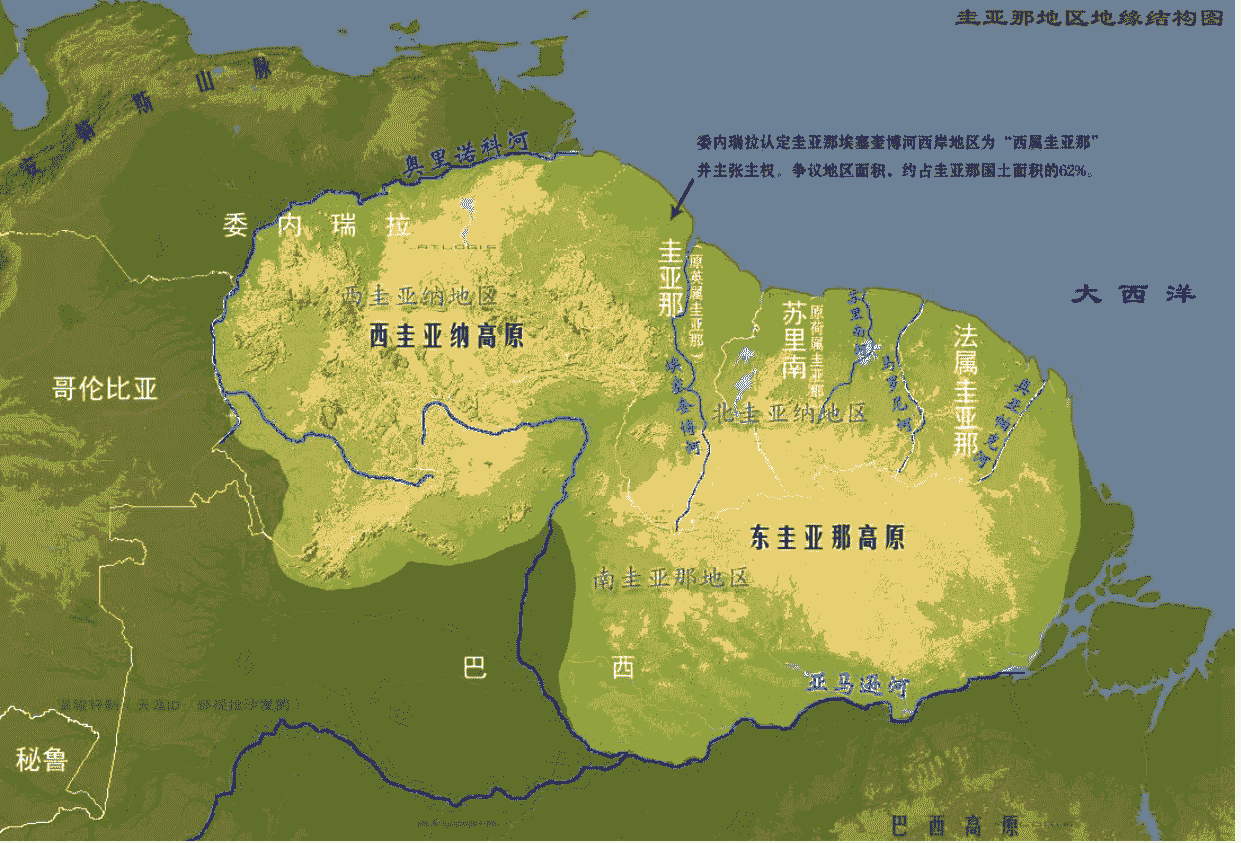 圭亚那地区地缘结构图
安第斯山脉
奥里诺科河
委内瑞拉认定圭亚那埃塞奎博河西岸地区为“西属圭亚那”
并主张主权。争议地区面积，约占圭亚那国土面积的62%。
委内瑞拉
圭亚那
（原英属圭亚那）
大西洋
西圭亚纳地区
西圭亚纳高原
苏里南
原荷属圭亚那
苏里南河
法属圭亚那
哥伦比亚
埃塞奎博河
马罗尼河
奥亚铂克河
北圭亚纳地区
东圭亚那高原
南圭亚那地区
巴西
亚马逊河
秘鲁
巴西高原